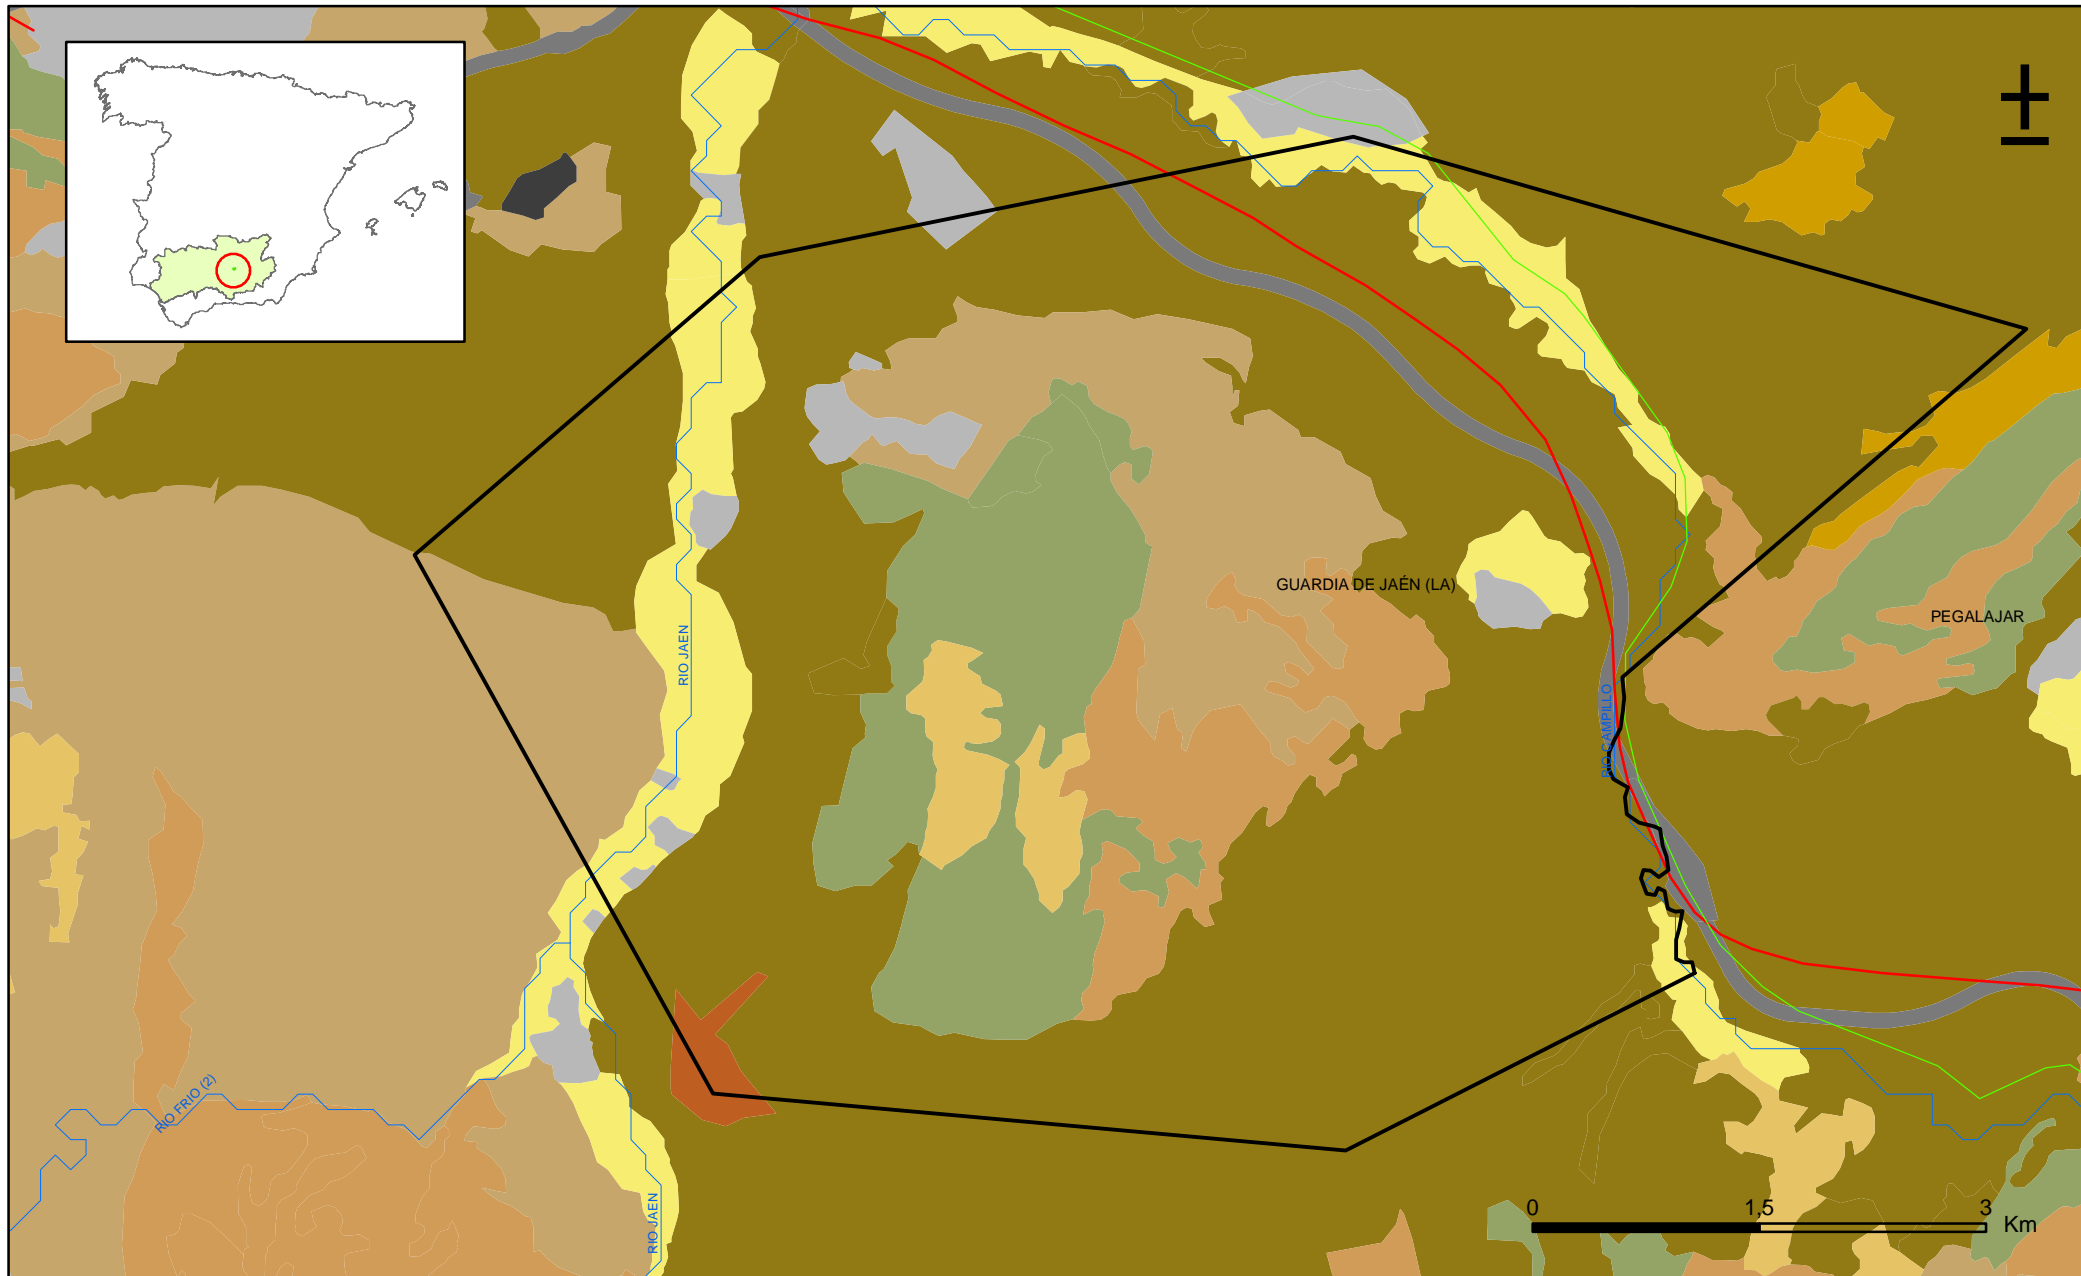 GUARDIA DE JAÉN (LA)
PEGALAJAR
RIO JAEN
RIO CAMPILLO
RIO FRIO (2)
RIO JAEN
0 1,5 3
Km